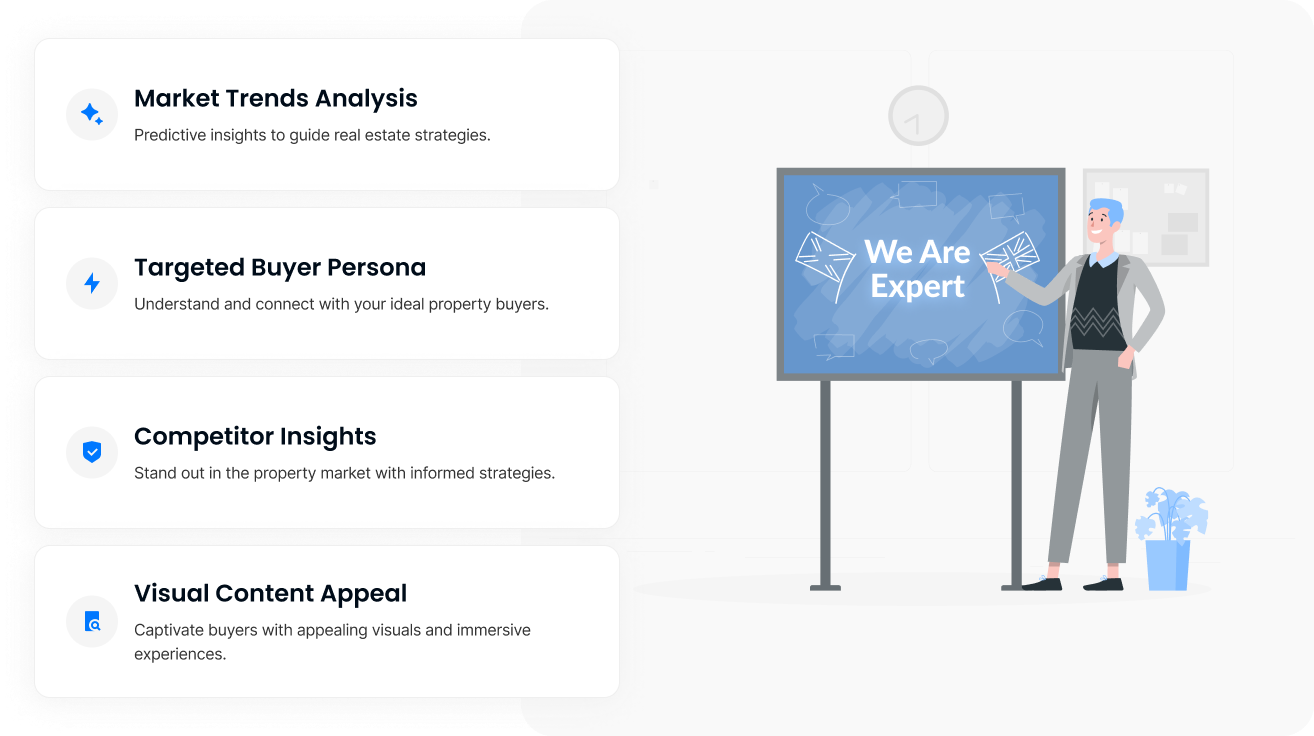 Market Trends Analysis
Predictive insights to guide real estate strategies.
Targeted Buyer Persona
Understand and connect with your ideal property buyers.
Competitor Insights
Stand out in the property market with informed strategies.
Visual Content Appeal
Captivate buyers with appealing visuals and immersive
experiences.
We Are
Expert